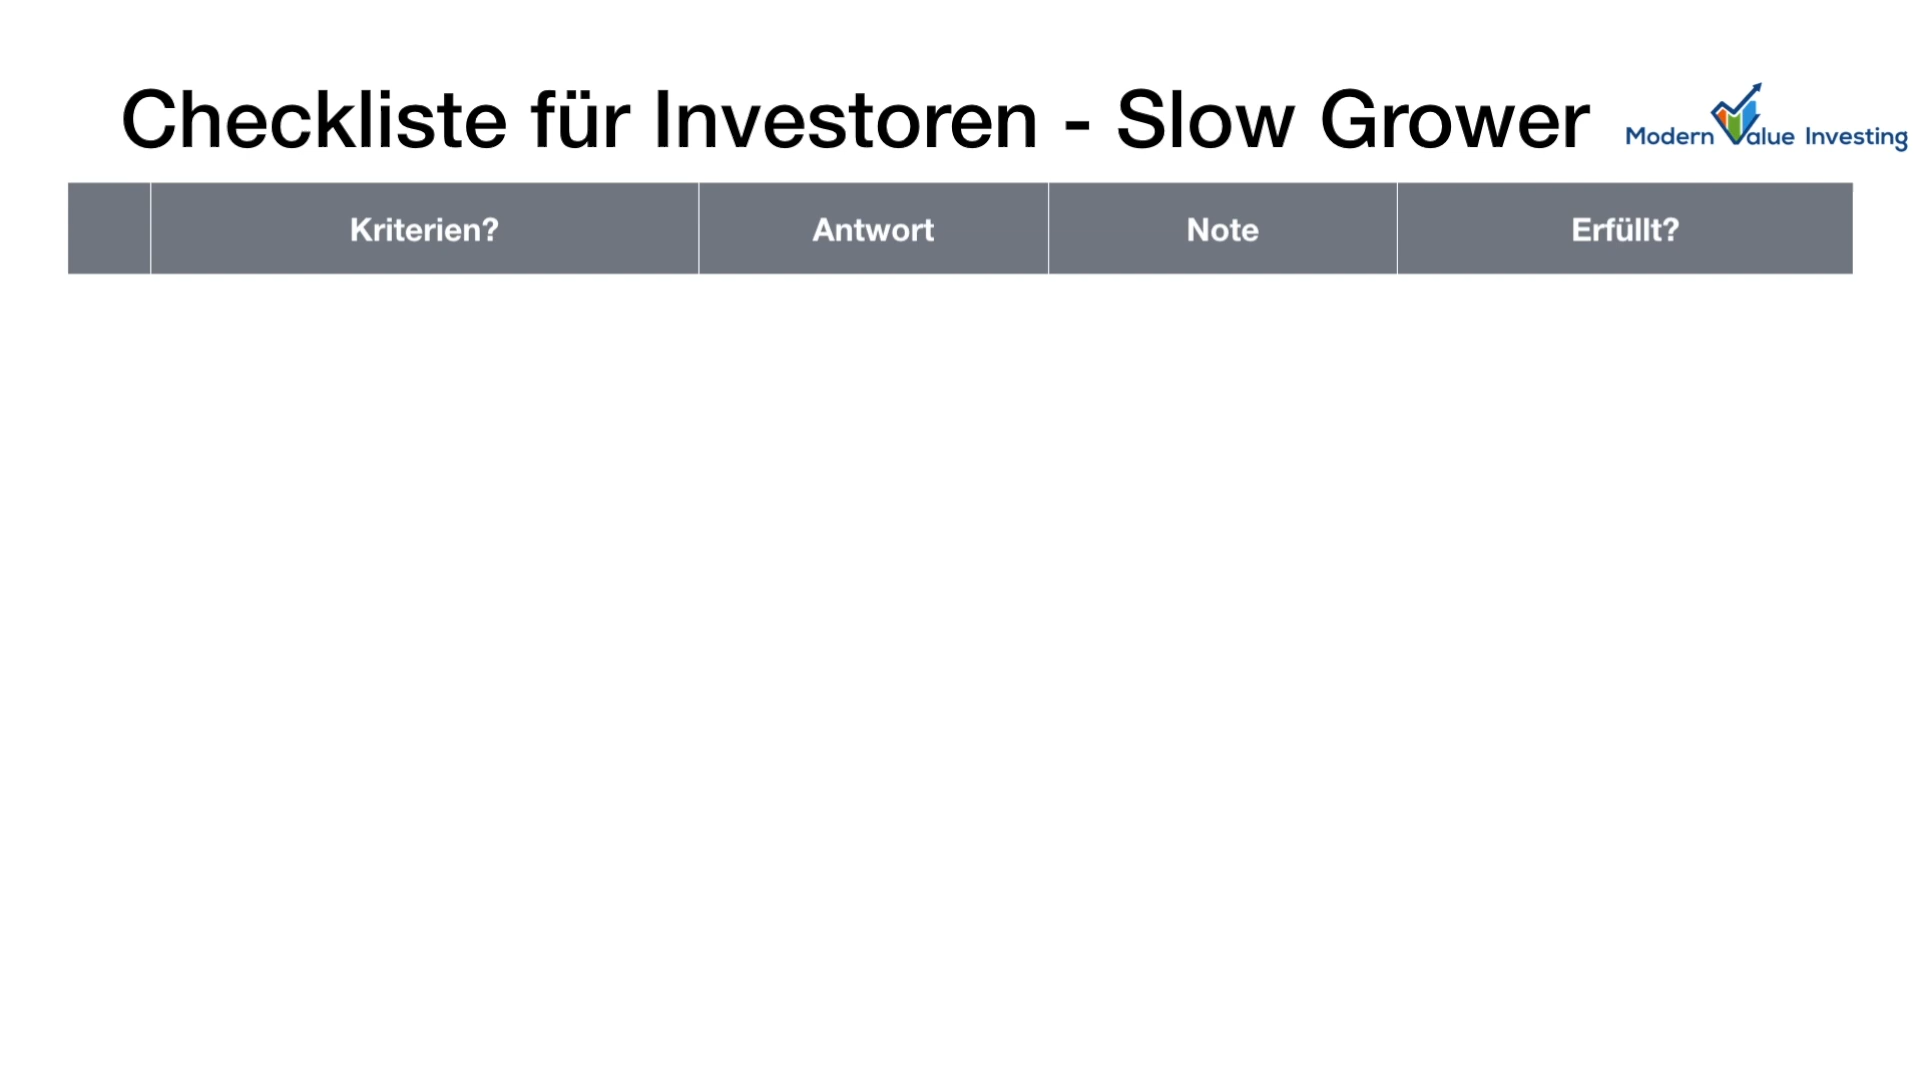 Checkliste für Investoren - Slow Grower
Modern Value Investing
Kriterien? Antwort Note Erfüllt?